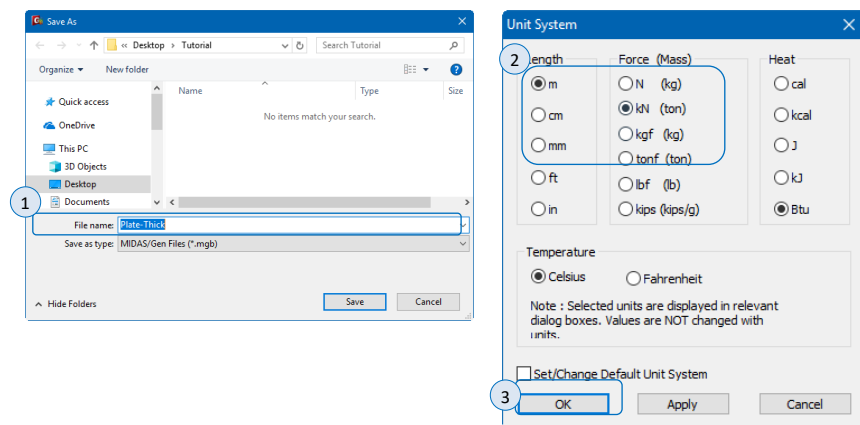 Save As
« Desktop › Tutorial
Search Tutorial
Organize
New folder
Name
Type
Size
Quick access
No items match your search.
OneDrive
This PC
3D Objects
Desktop
Documents
1
File name: Plate-Thick
Save as type: MIDAS/Gen Files (*.mgb)
Hide Folders
Save
Cancel
Unit System
2
Length
Force (Mass)
Heat
m
N (kg)
cal
cm
kN (ton)
kcal
mm
kgf (kg)
J
tonf (ton)
ft
lbf (lb)
kJ
in
kips (kips/g)
Btu
Temperature
Celsius
Fahrenheit
Note : Selected units are displayed in relevant
dialog boxes. Values are NOT changed with
units.
Set/Change Default Unit System
3
OK
Apply
Cancel